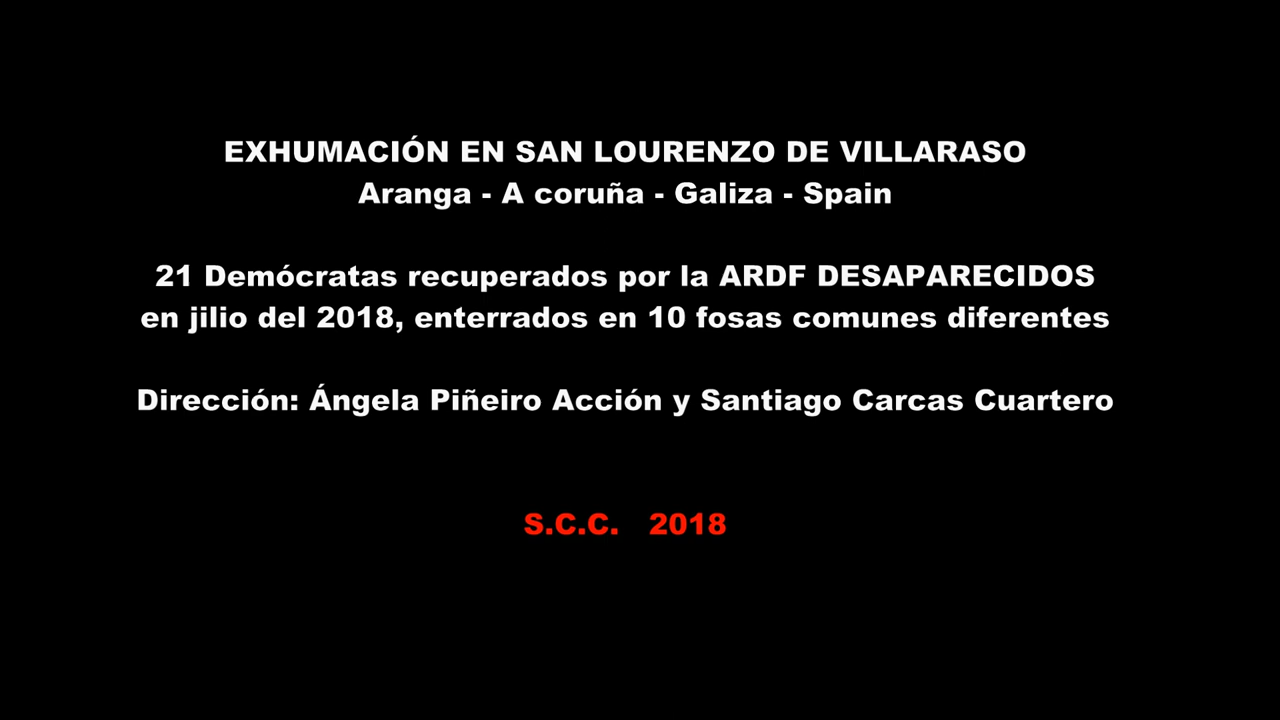 EXHUMACIÓN EN SAN LOURENZO DE VILLARASO
Aranga - A coruña - Galiza - Spain
21 Demócratas recuperados por la ARDF DESAPARECIDOS
en jilio del 2018, enterrados en 10 fosas comunes diferentes
Dirección: Ángela Piñeiro Acción y Santiago Carcas Cuartero
S.C.C. 2018